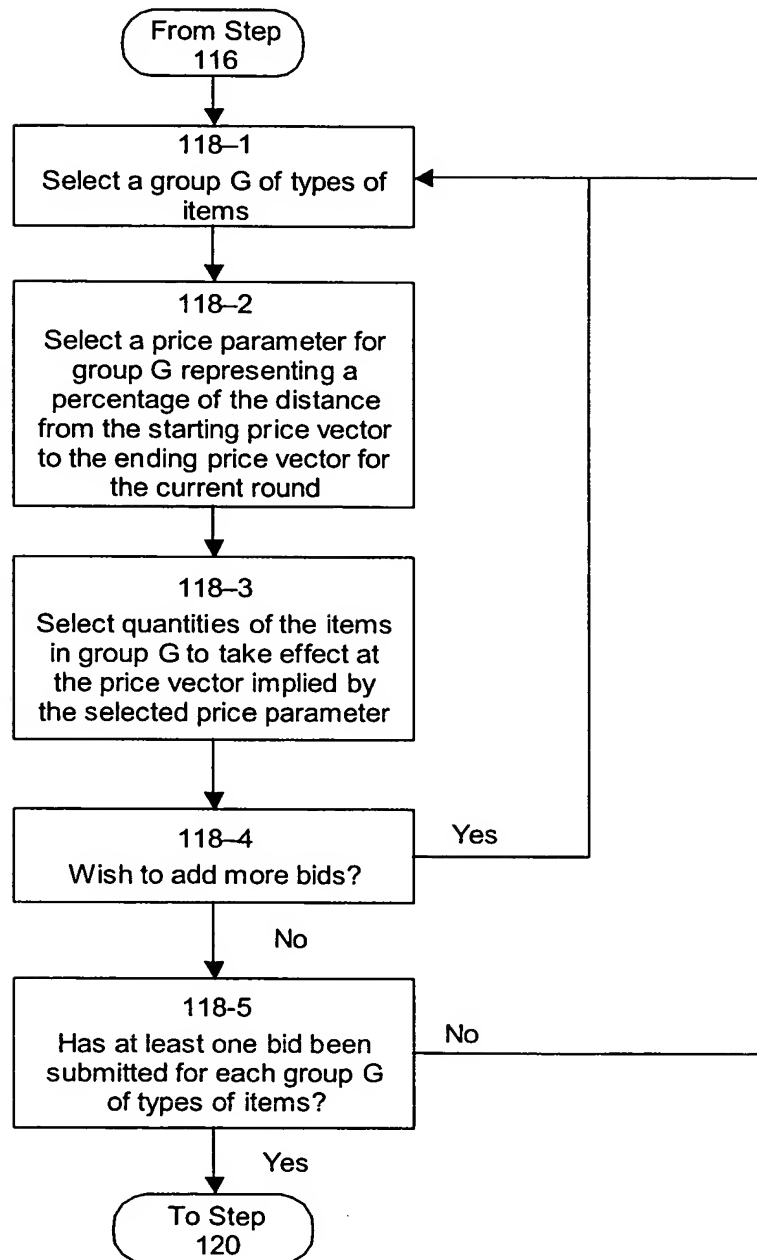 From Step
116
118–1
Select a group G of types of
items
118–2
Select a price parameter for
group G representing a
percentage of the distance
from the starting price vector
to the ending price vector for
the current round
118–3
Select quantities of the items
in group G to take effect at
the price vector implied by
the selected price parameter
118–4
Wish to add more bids?
Yes
No
118-5
Has at least one bid been
submitted for each group G
of types of items?
No
Yes
To Step
120